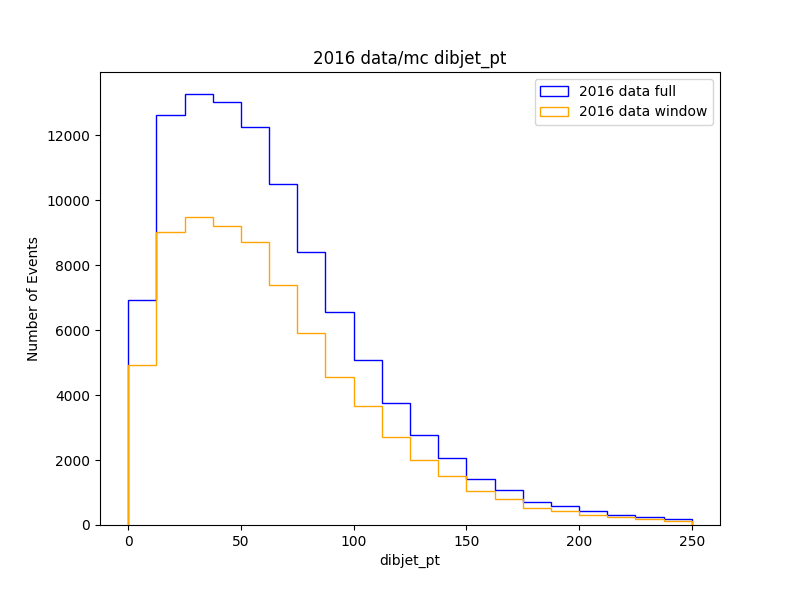 2016 data/mc dibjet_pt
2016 data full
2016 data window
Number of Events
12000
10000
8000
6000
4000
2000
0
0 50 100 150 200 250
dibjet_pt